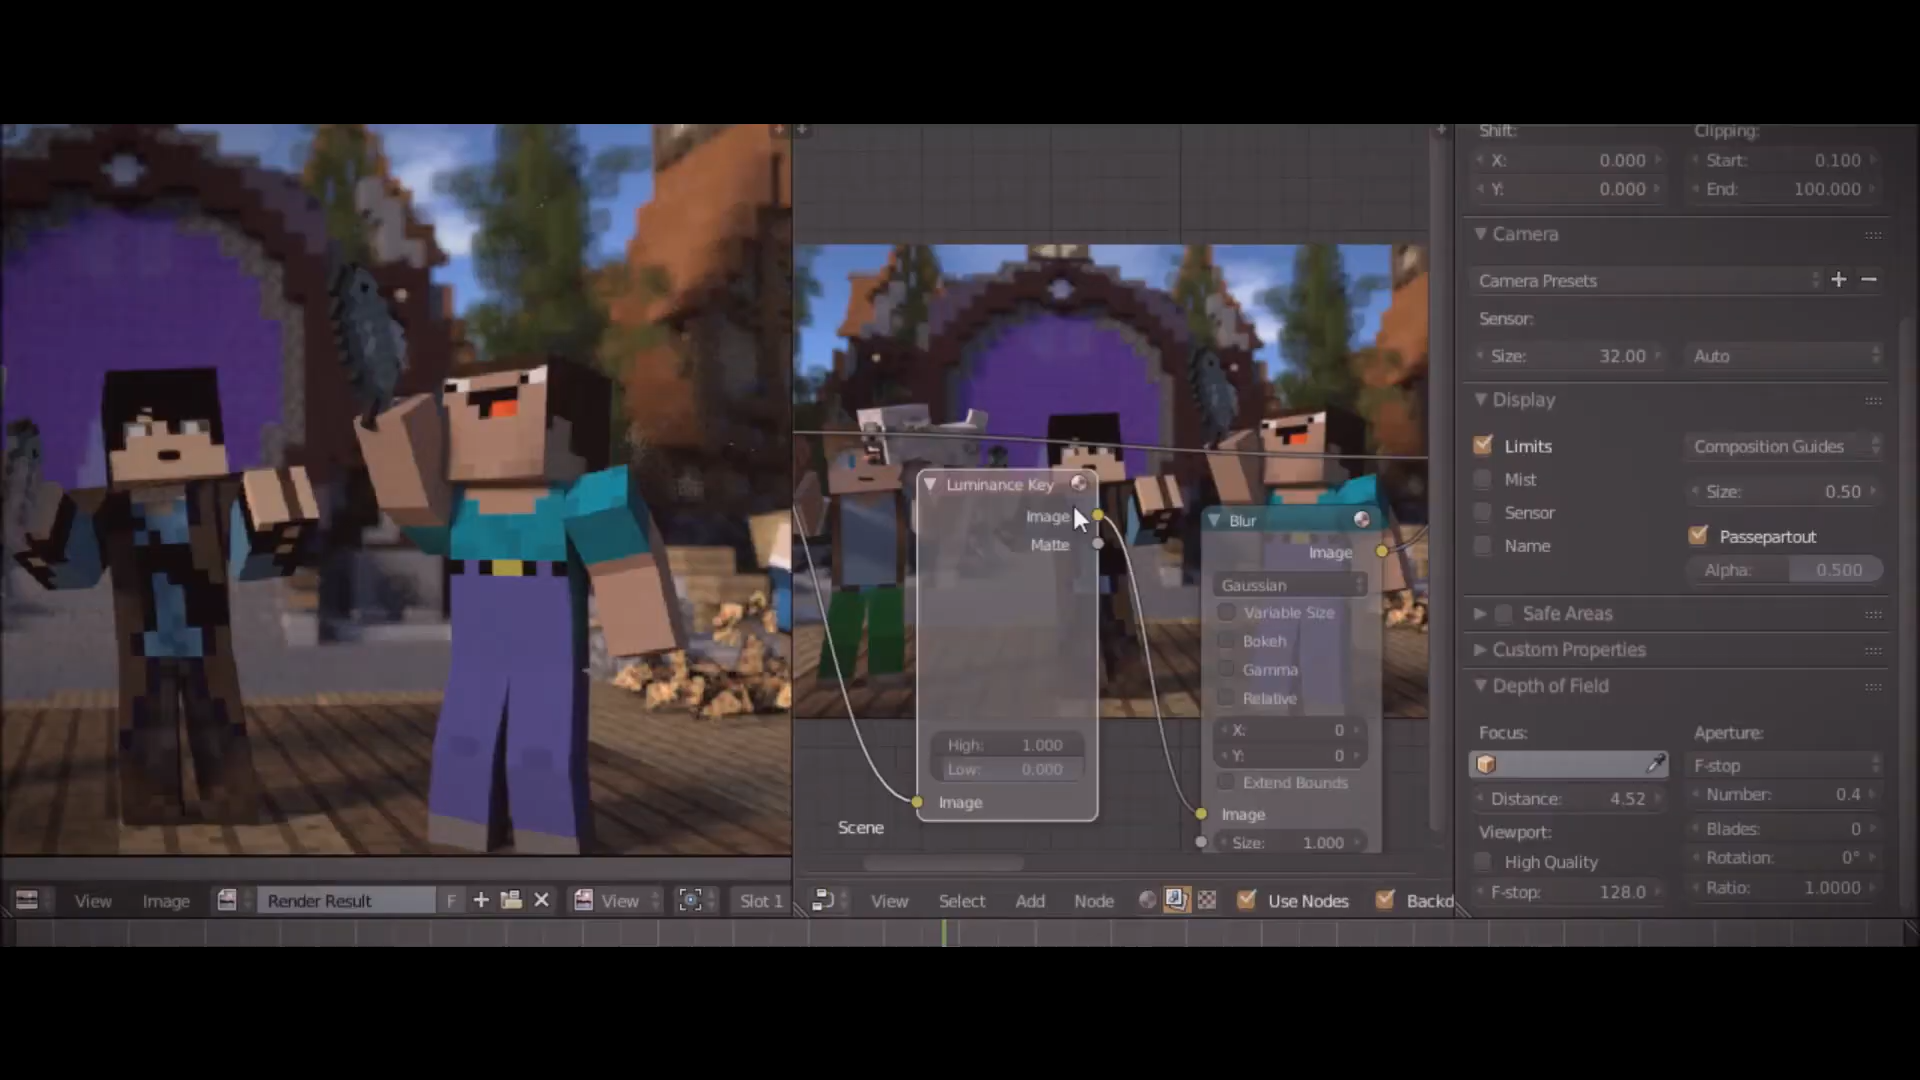 Shift:
X: 0.000
Y: 0.000
Clipping:
Start: 0.100
End: 100.000
Camera
Camera Presets
Sensor:
Size: 32.00
Auto
Display
Limits
Mist
Sensor
Name
Composition Guides
Size: 0.50
Passepartout
Alpha: 0.500
Safe Areas
Custom Properties
Depth of Field
Focus:
Distance: 4.52
Viewport:
High Quality
F-stop: 128.0
Aperture:
F-stop
Number: 0.4
Blades: 0
Rotation: 0°
Ratio: 1.0000
Luminance Key
Image
Matte
High: 1.000
Low: 0.000
Image
Blur
Image
Gaussian
Variable Size
Bokeh
Gamma
Relative
X: 0
Y: 0
Extend Bounds
Image
Size: 1.000
Scene
View Image Render Result F View Slot 1
View Select Add Node Use Nodes Backd